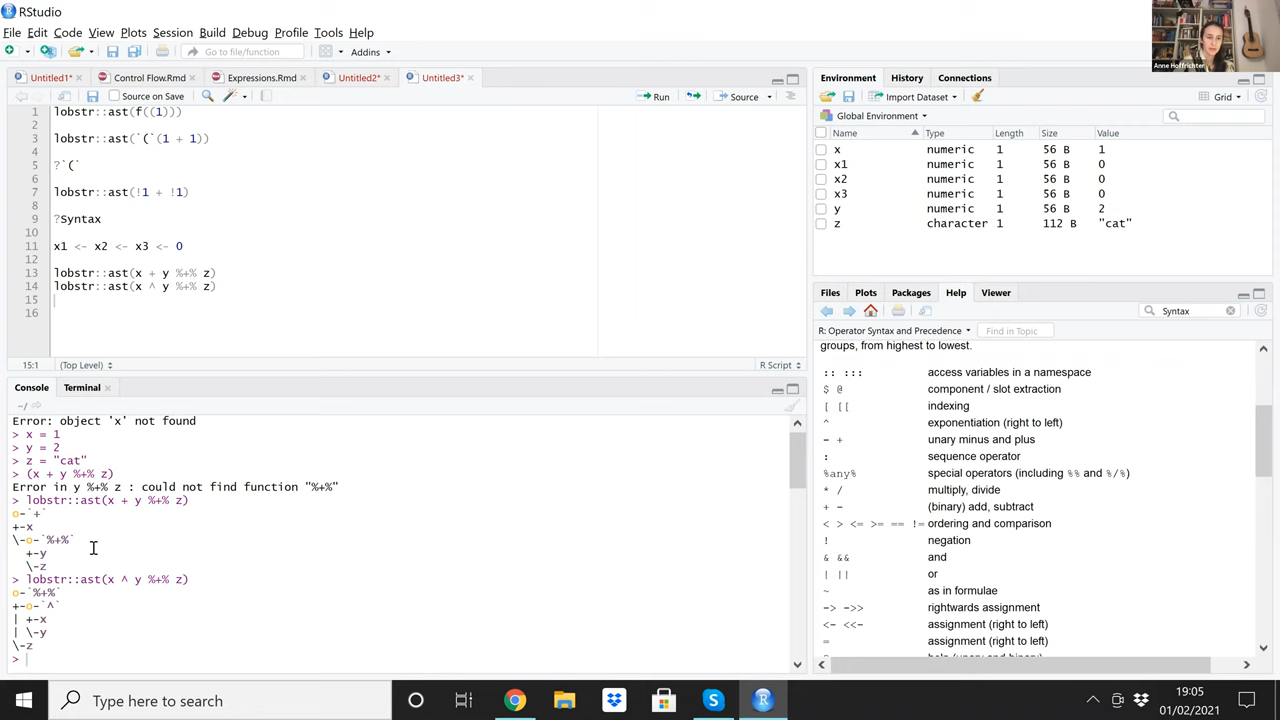 RStudio
File Edit Code View Plots Session Build Debug Profile Tools Help
Go to file/function Addins
Untitled1* Control Flow.Rmd Expressions.Rmd Untitled2* Untitled3*
Source on Save Run Source
1 lobstr::ast(f((1)))
2
3 lobstr::ast(`(`(1 + 1))
4
5 ?`(`
6
7 lobstr::ast(!1 + !1)
8
9 ?Syntax
10
11 x1 <- x2 <- x3 <- 0
12
13 lobstr::ast(x + y %+% z)
14 lobstr::ast(x ^ y %+% z)
15
16
15:1 (Top Level) R Script
Console Terminal
~/
Error: object 'x' not found
> x = 1
> y = 2
> z = "cat"
> (x + y %+% z)
Error in y %+% z : could not find function "%+%"
> lobstr::ast(x + y %+% z)
o-`+`
+-x
\-o-`%+%`
+-y
\-z
> lobstr::ast(x ^ y %+% z)
o-`%+%`
+-o-`^`
| +-x
| \-y
\-z
>
Environment History Connections
Import Dataset Grid
Global Environment
Name Type Length Size Value
x numeric 1 56 B 1
x1 numeric 1 56 B 0
x2 numeric 1 56 B 0
x3 numeric 1 56 B 0
y numeric 1 56 B 2
z character 1 112 B "cat"
Files Plots Packages Help Viewer
Syntax
R: Operator Syntax and Precedence Find in Topic
groups, from highest to lowest.
:: ::: access variables in a namespace
$ @ component / slot extraction
[ [[ indexing
^ exponentiation (right to left)
- + unary minus and plus
: sequence operator
%any% special operators (including %% and %/%)
* / multiply, divide
+ - (binary) add, subtract
< > <= >= == != ordering and comparison
! negation
& && and
| || or
~ as in formulae
-> ->> rightwards assignment
<- <<- assignment (right to left)
= assignment (right to left)
Anne Hoffrichter
Type here to search
19:05
01/02/2021